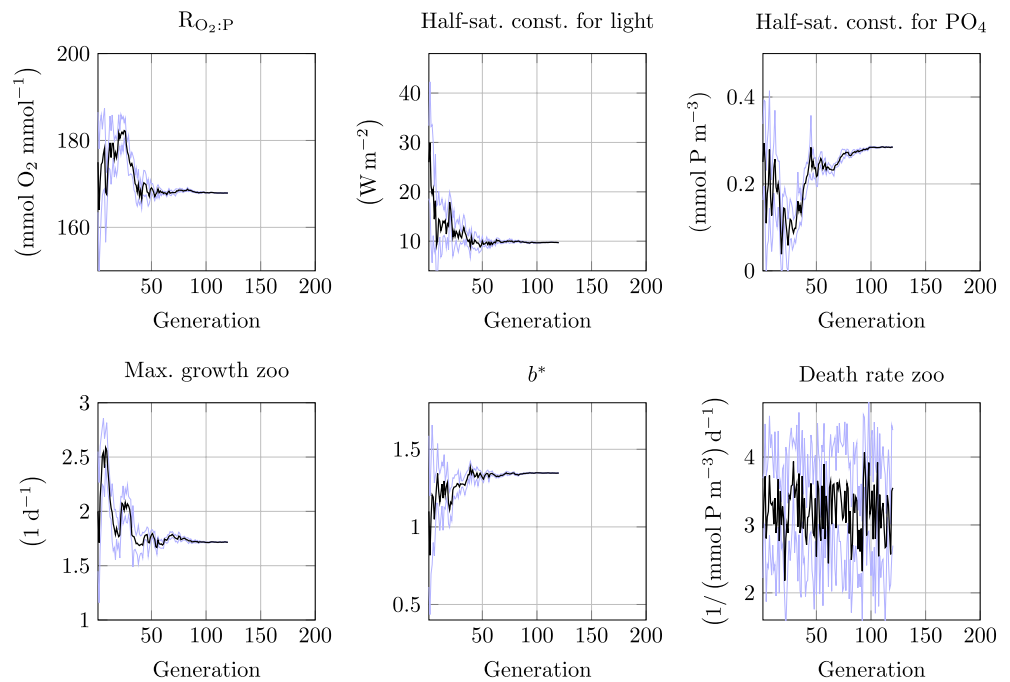 R_{O_2:P}
Half-sat. const. for light
Half-sat. const. for PO_4
(mmol O_2 mmol^{-1})
200
180
160
50 100 150 200
Generation
(W m^{-2})
40
30
20
10
50 100 150 200
Generation
(mmol P m^{-3})
0.4
0.2
0
50 100 150 200
Generation
Max. growth zoo
b*
Death rate zoo
(1 d^{-1})
3
2.5
2
1.5
1
50 100 150 200
Generation
1.5
1
0.5
50 100 150 200
Generation
(1/ (mmol P m^{-3}) d^{-1})
4
3
2
50 100 150 200
Generation